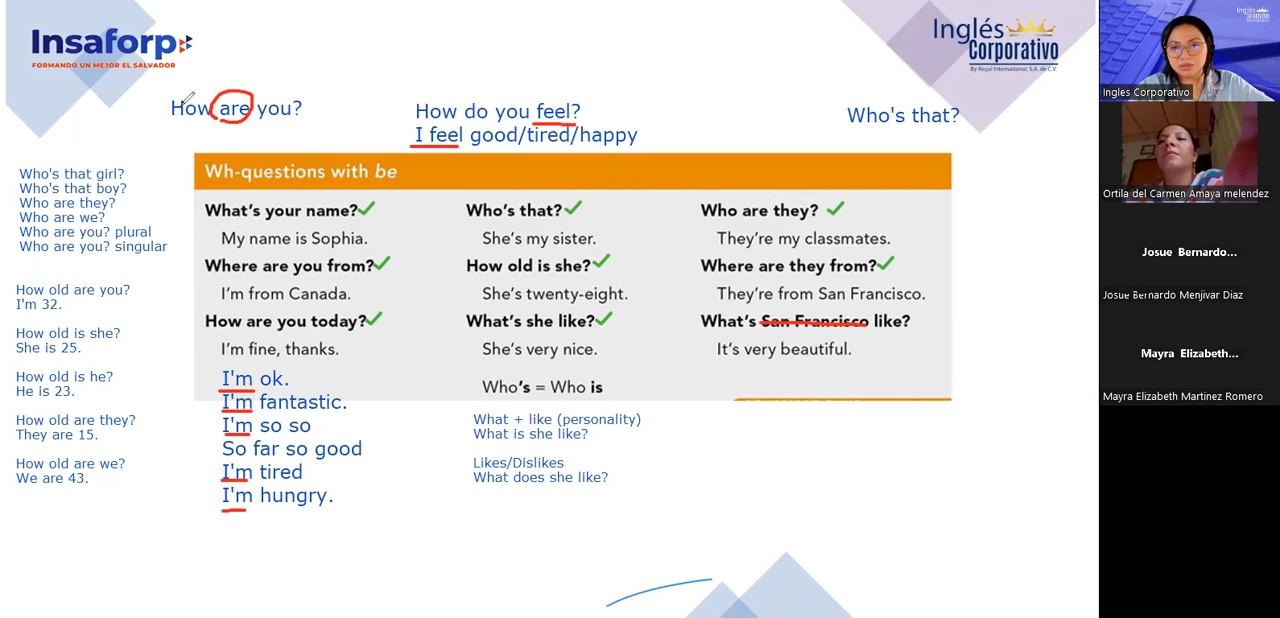 Insaforp
FORMANDO UN MEJOR EL SALVADOR
Inglés
Corporativo
By Regal International, S.A. de C.V.
How are you?
How do you feel?
I feel good/tired/happy
Who's that?
Who's that girl?
Who's that boy?
Who are they?
Who are we?
Who are you? plural
Who are you? singular
How old are you?
I'm 32.
How old is she?
She is 25.
How old is he?
He is 23.
How old are they?
They are 15.
How old are we?
We are 43.
Wh-questions with be
What's your name?
My name is Sophia.
Where are you from?
I'm from Canada.
How are you today?
I'm fine, thanks.
I'm ok.
I'm fantastic.
I'm so so
So far so good
I'm tired
I'm hungry.
Who's that?
She's my sister.
How old is she?
She's twenty-eight.
What's she like?
She's very nice.
Who's = Who is
What + like (personality)
What is she like?
Likes/Dislikes
What does she like?
Who are they?
They're my classmates.
Where are they from?
They're from San Francisco.
What's San Francisco like?
It's very beautiful.
Ingles Corporativo
Ortila del Carmen Amaya melendez
Josue Bernardo...
Josue Bernardo Menjivar Diaz
Mayra Elizabeth...
Mayra Elizabeth Martinez Romero